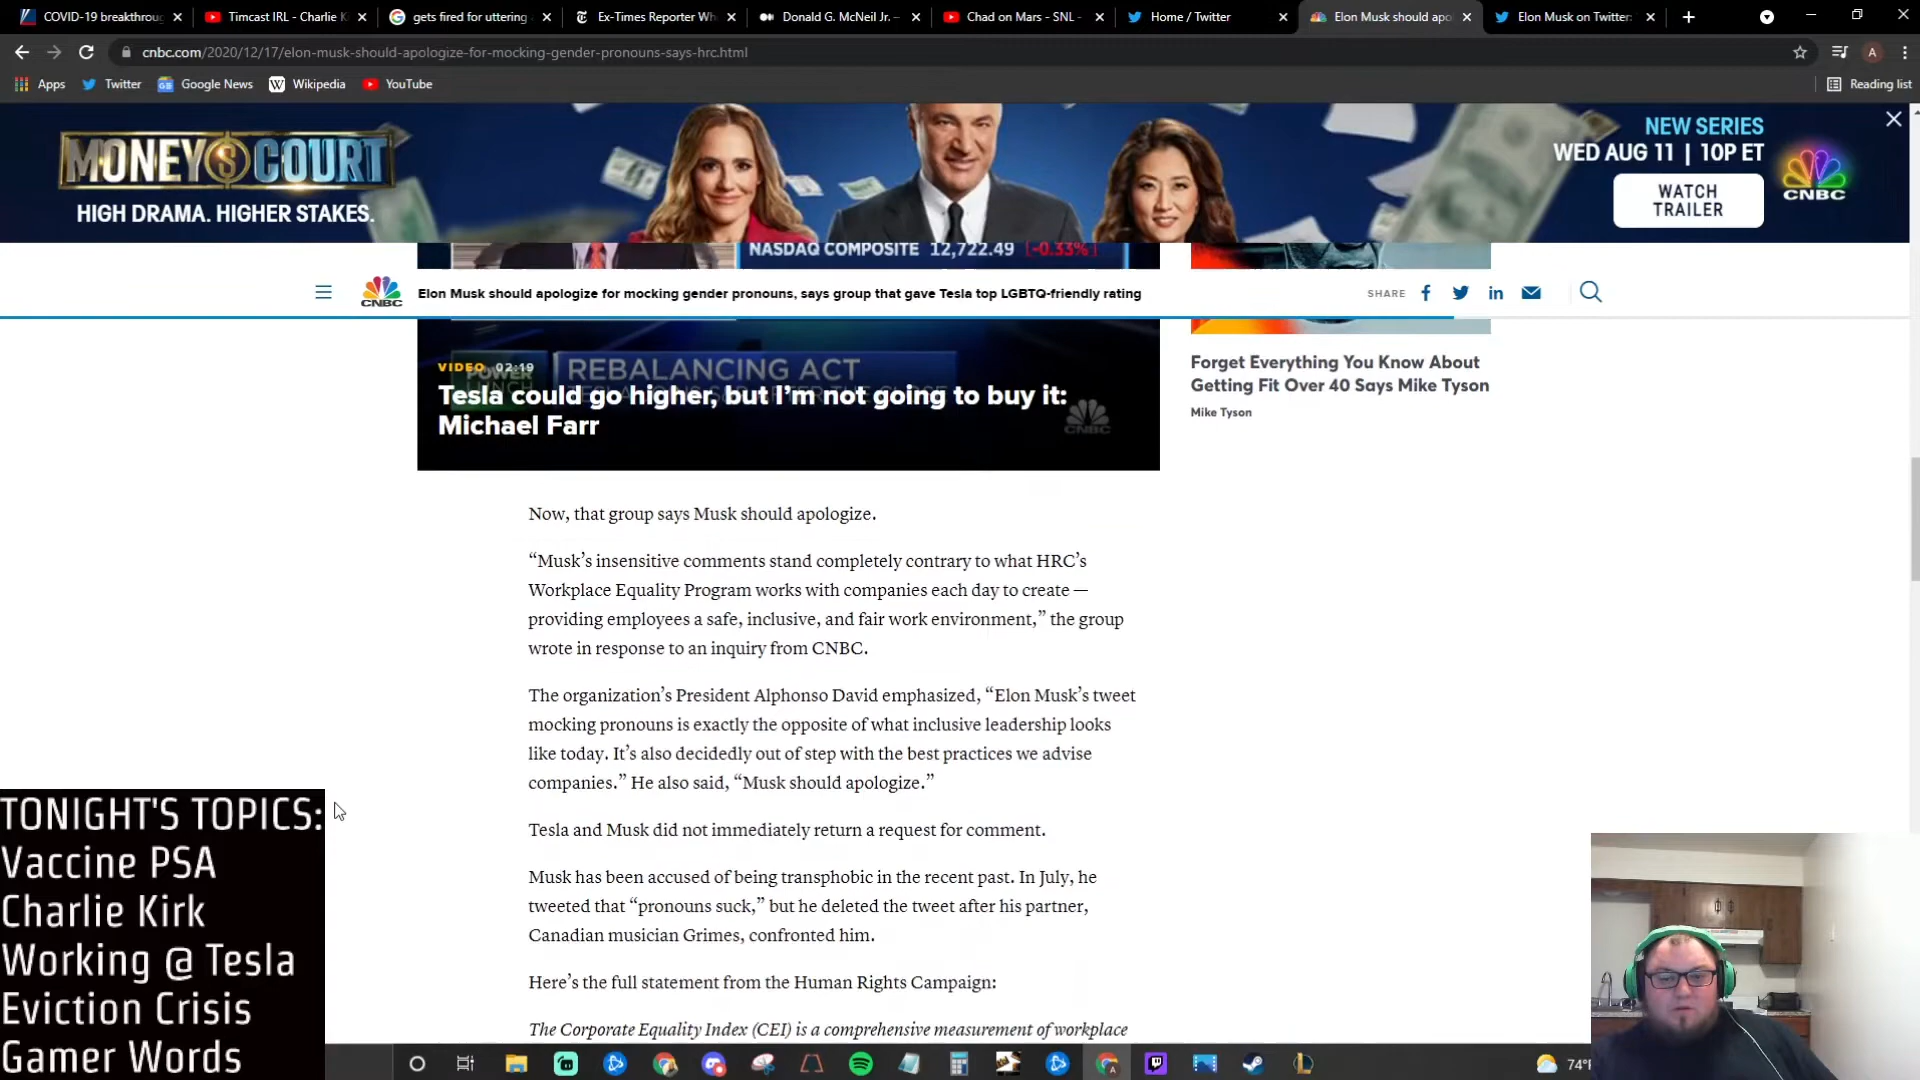 COVID-19 breakthrou
Timcast IRL - Charlie K
gets fired for uttering
Ex-Times Reporter Wh
Donald G. McNeil Jr. –
Chad on Mars - SNL -
Home / Twitter
Elon Musk should apo
Elon Musk on Twitter:
cnbc.com/2020/12/17/elon-musk-should-apologize-for-mocking-gender-pronouns-says-hrc.html
A
Apps
Twitter
Google News
Wikipedia
YouTube
Reading list
MONEY $ COURT
HIGH DRAMA. HIGHER STAKES.
NEW SERIES
WED AUG 11 | 10P ET
WATCH
TRAILER
CNBC
NASDAQ COMPOSITE 12,722.49 [-0.33%]
CNBC
Elon Musk should apologize for mocking gender pronouns, says group that gave Tesla top LGBTQ-friendly rating
SHARE
VIDEO 02:19
POWER
LUNCH
REBALANCING ACT
Tesla could go higher, but I'm not going to buy it:
Michael Farr
CNBC
Forget Everything You Know About
Getting Fit Over 40 Says Mike Tyson
Mike Tyson
Now, that group says Musk should apologize.
“Musk’s insensitive comments stand completely contrary to what HRC’s
Workplace Equality Program works with companies each day to create —
providing employees a safe, inclusive, and fair work environment,” the group
wrote in response to an inquiry from CNBC.
The organization’s President Alphonso David emphasized, “Elon Musk’s tweet
mocking pronouns is exactly the opposite of what inclusive leadership looks
like today. It’s also decidedly out of step with the best practices we advise
companies.” He also said, “Musk should apologize.”
Tesla and Musk did not immediately return a request for comment.
Musk has been accused of being transphobic in the recent past. In July, he
tweeted that “pronouns suck,” but he deleted the tweet after his partner,
Canadian musician Grimes, confronted him.
Here’s the full statement from the Human Rights Campaign:
The Corporate Equality Index (CEI) is a comprehensive measurement of workplace
TONIGHT'S TOPICS:
Vaccine PSA
Charlie Kirk
Working @ Tesla
Eviction Crisis
Gamer Words
74°F